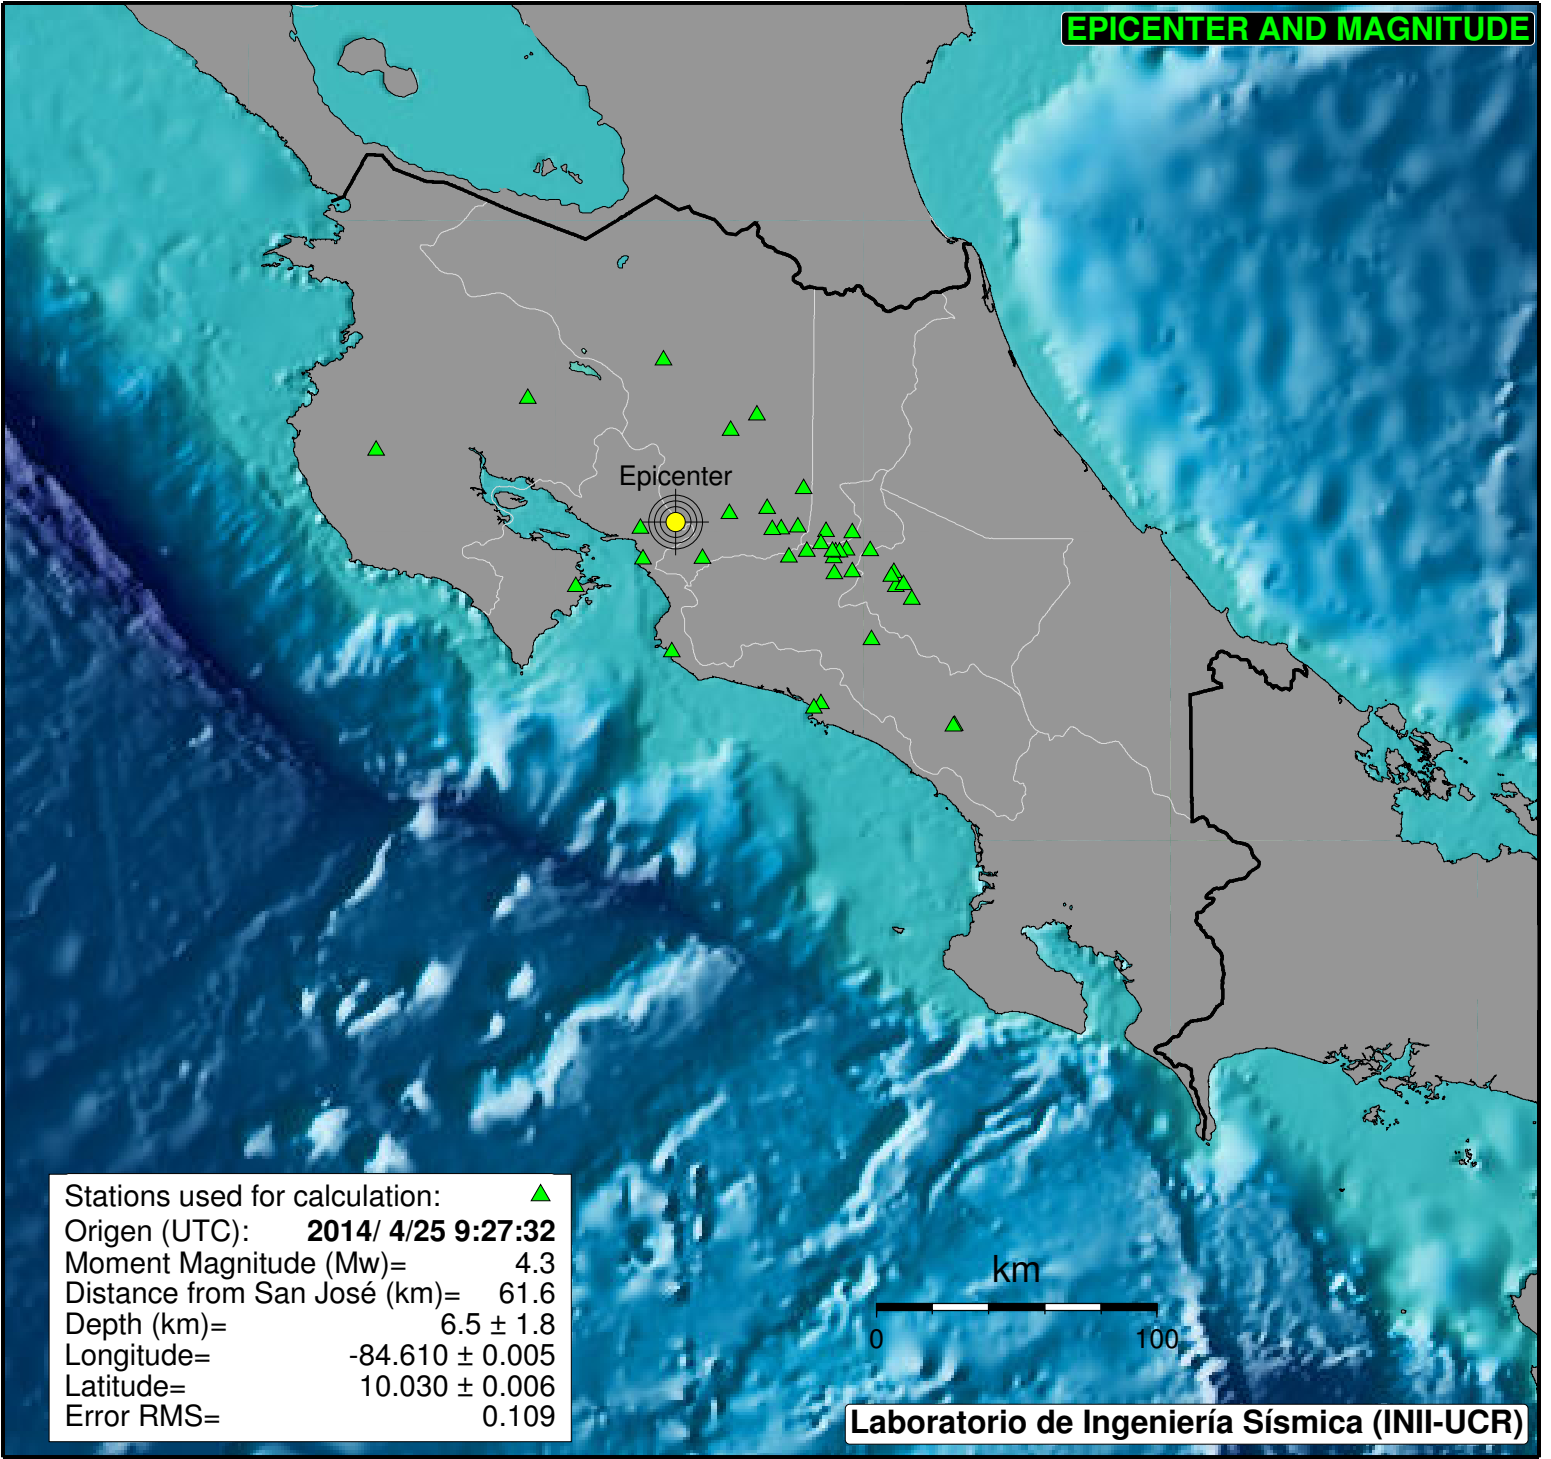 EPICENTER AND MAGNITUDE
Epicenter
Stations used for calculation:
Origen (UTC): 2014/ 4/25 9:27:32
Moment Magnitude (Mw)= 4.3
Distance from San José (km)= 61.6
Depth (km)= 6.5 ± 1.8
Longitude= -84.610 ± 0.005
Latitude= 10.030 ± 0.006
Error RMS= 0.109
km
0 100
Laboratorio de Ingeniería Sísmica (INII-UCR)